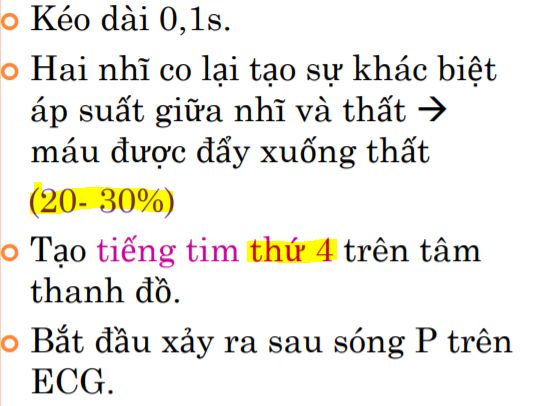 Kéo dài 0,1s.
Hai nhĩ co lại tạo sự khác biệt
áp suất giữa nhĩ và thất →
máu được đẩy xuống thất
(20- 30%)
Tạo tiếng tim thứ 4 trên tâm
thanh đồ.
Bắt đầu xảy ra sau sóng P trên
ECG.